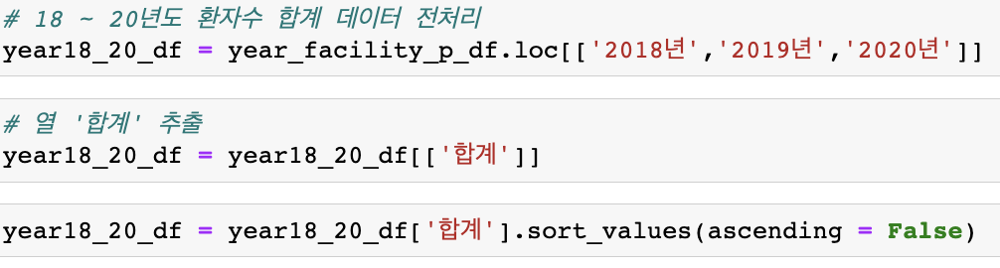 # 18 ~ 20년도 환자수 합계 데이터 전처리
year18_20_df = year_facility_p_df.loc[['2018년','2019년','2020년']]
# 열 '합계' 추출
year18_20_df = year18_20_df[['합계']]
year18_20_df = year18_20_df['합계'].sort_values(ascending = False)